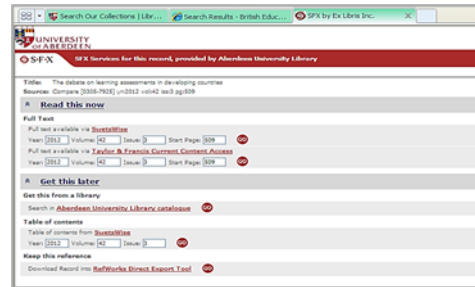 Search Our Collections | Libr...
Search Results - British Educ...
SFX by Ex Libris Inc.
UNIVERSITY
OF ABERDEEN
S·F·X SFX Services for this record, provided by Aberdeen University Library
Title: The debate on learning assessments in developing countries
Source: Compare [0305-7925] yr:2012 vol:42 iss:3 pg:509
Read this now
Full Text
Full text available via SwetsWise
Year: 2012 Volume: 42 Issue: 3 Start Page: 509 GO
Full text available via Taylor & Francis Current Content Access
Year: 2012 Volume: 42 Issue: 3 Start Page: 509 GO
Get this later
Get this from a library
Search in Aberdeen University Library catalogue GO
Table of contents
Table of contents from SwetsWise
Year: 2012 Volume: 42 Issue: 3 GO
Keep this reference
Download Record into RefWorks Direct Export Tool GO